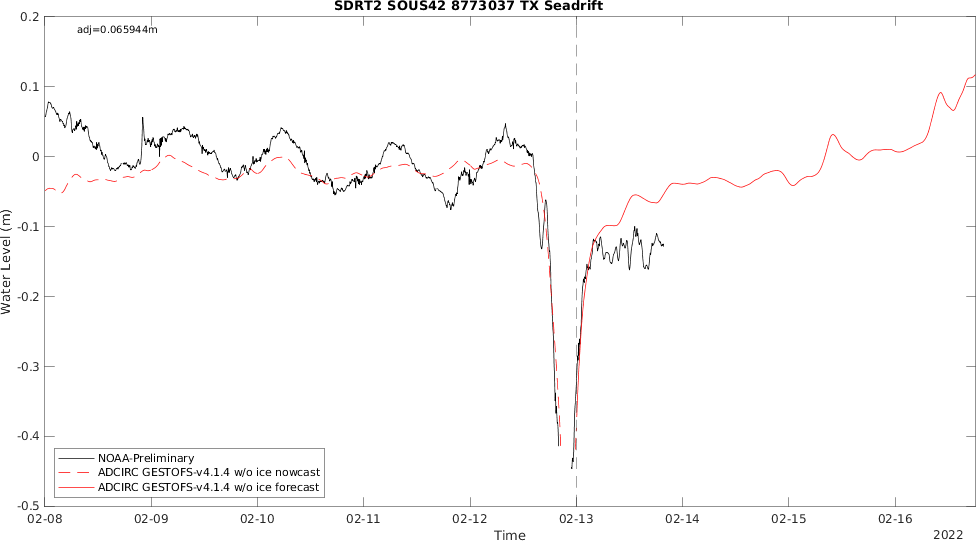 SDRT2 SOUS42 8773037 TX Seadrift
adj=0.065944m
0.2
0.1
0
-0.1
-0.2
-0.3
-0.4
-0.5
Water Level (m)
NOAA-Preliminary
ADCIRC GESTOFS-v4.1.4 w/o ice nowcast
ADCIRC GESTOFS-v4.1.4 w/o ice forecast
02-08 02-09 02-10 02-11 02-12 02-13 02-14 02-15 02-16
Time
2022